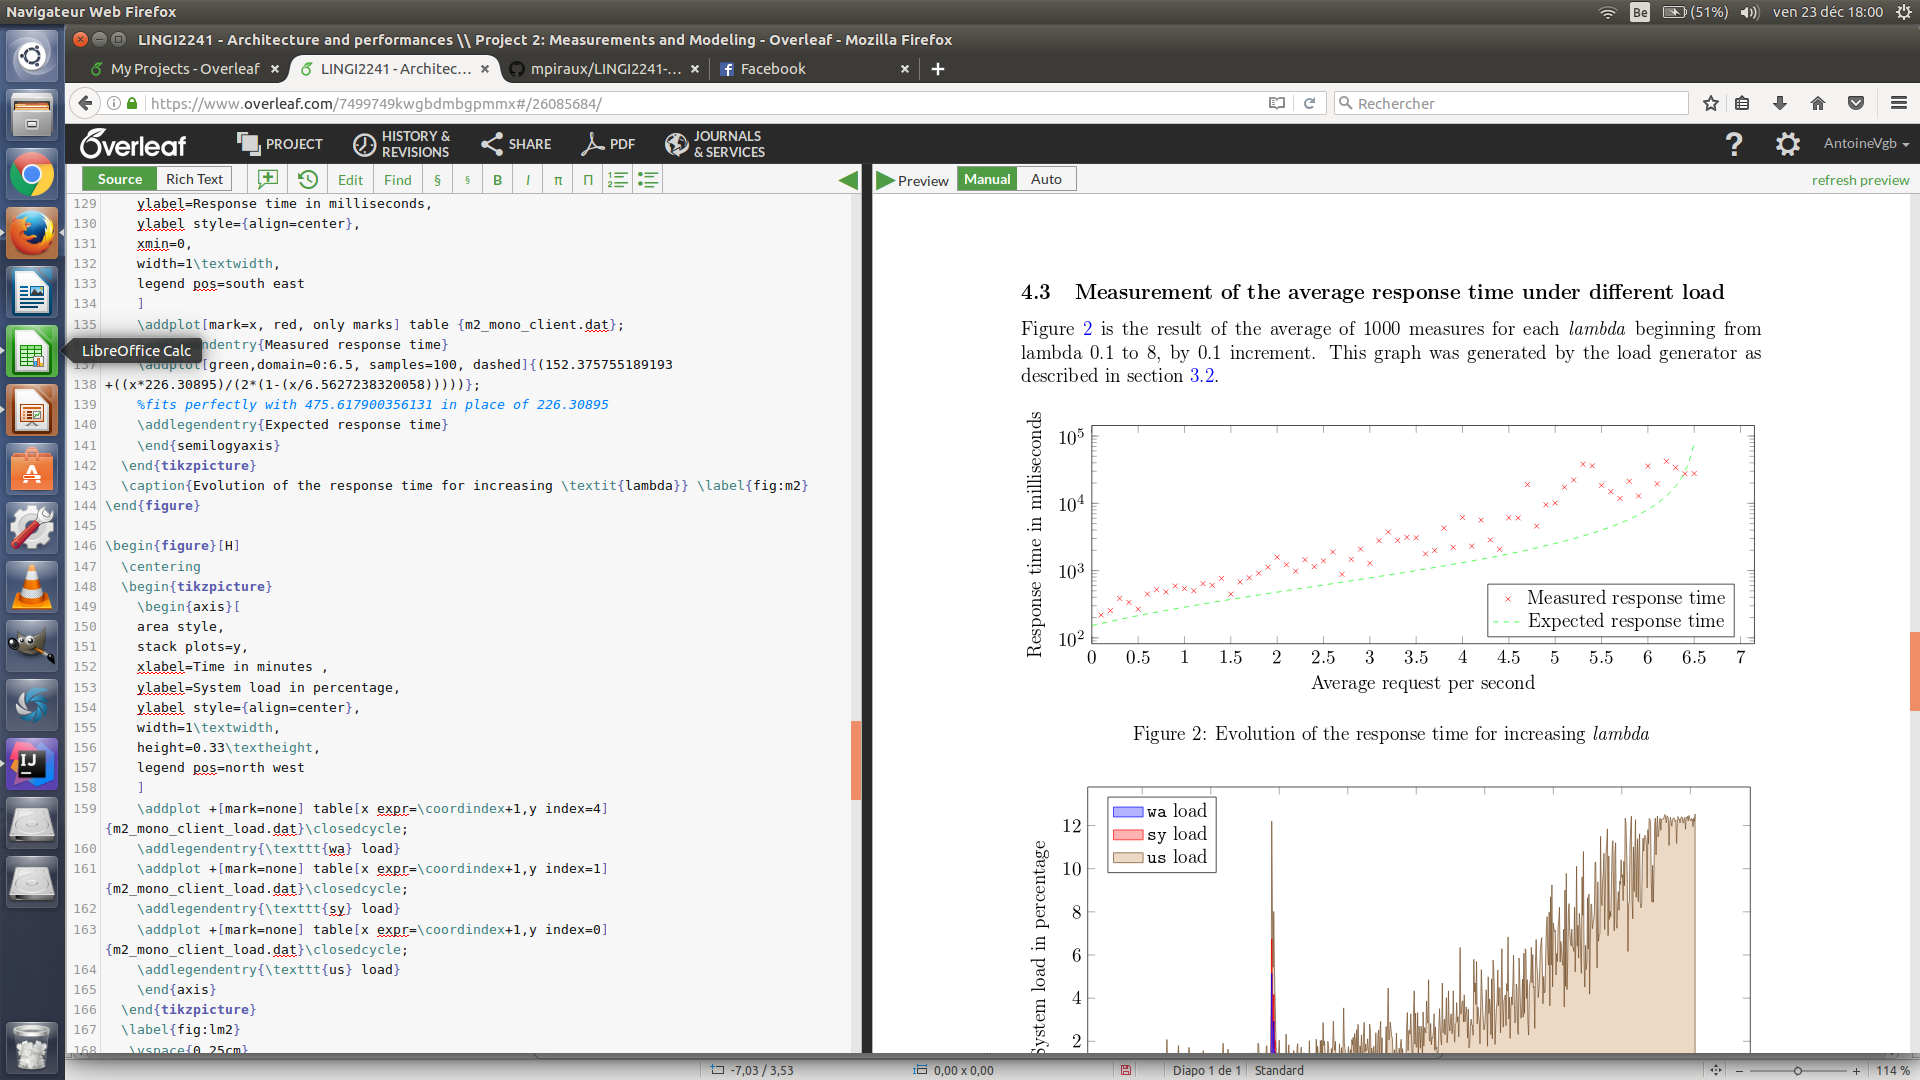 Navigateur Web Firefox
Be (51%) ven 23 déc 18:00
LINGI2241 - Architecture and performances \\ Project 2: Measurements and Modeling - Overleaf - Mozilla Firefox
My Projects - Overleaf × LINGI2241 - Architec... × mpiraux/LINGI2241-... × Facebook × +
https://www.overleaf.com/7499749kwgbdmbgpmmx#/26085684/ Rechercher
Overleaf PROJECT HISTORY & REVISIONS SHARE PDF JOURNALS & SERVICES ? AntoineVgb
Source Rich Text Edit Find § § B I π Π Preview Manual Auto refresh preview
129 ylabel=Response time in milliseconds,
130 ylabel style={align=center},
131 xmin=0,
132 width=1\textwidth,
133 legend pos=south east
134 ]
135 \addplot[mark=x, red, only marks] table {m2_mono_client.dat};
LibreOffice Calc
endentry{Measured response time}
137 \addplot[green,domain=0:6.5, samples=100, dashed]{(152.375755189193
138 +((x*226.30895)/(2*(1-(x/6.5627238320058)))))};
139 %fits perfectly with 475.617900356131 in place of 226.30895
140 \addlegendentry{Expected response time}
141 \end{semilogyaxis}
142 \end{tikzpicture}
143 \caption{Evolution of the response time for increasing \textit{lambda}} \label{fig:m2}
144 \end{figure}
145
146 \begin{figure}[H]
147 \centering
148 \begin{tikzpicture}
149 \begin{axis}[
150 area style,
151 stack plots=y,
152 xlabel=Time in minutes ,
153 ylabel=System load in percentage,
154 ylabel style={align=center},
155 width=1\textwidth,
156 height=0.33\textheight,
157 legend pos=north west
158 ]
159 \addplot +[mark=none] table[x expr=\coordindex+1,y index=4]
{m2_mono_client_load.dat}\closedcycle;
160 \addlegendentry{\texttt{wa} load}
161 \addplot +[mark=none] table[x expr=\coordindex+1,y index=1]
{m2_mono_client_load.dat}\closedcycle;
162 \addlegendentry{\texttt{sy} load}
163 \addplot +[mark=none] table[x expr=\coordindex+1,y index=0]
{m2_mono_client_load.dat}\closedcycle;
164 \addlegendentry{\texttt{us} load}
165 \end{axis}
166 \end{tikzpicture}
167 \label{fig:lm2}
168 \vspace{0.25cm}
4.3 Measurement of the average response time under different load
Figure 2 is the result of the average of 1000 measures for each lambda beginning from
lambda 0.1 to 8, by 0.1 increment. This graph was generated by the load generator as
described in section 3.2.
Response time in milliseconds
10^5
10^4
10^3
10^2
Measured response time
Expected response time
0 0.5 1 1.5 2 2.5 3 3.5 4 4.5 5 5.5 6 6.5 7
Average request per second
Figure 2: Evolution of the response time for increasing lambda
System load in percentage
wa load
sy load
us load
12
10
8
6
4
2
-7,03 / 3,53 0,00 x 0,00 Diapo 1 de 1 Standard 114 %